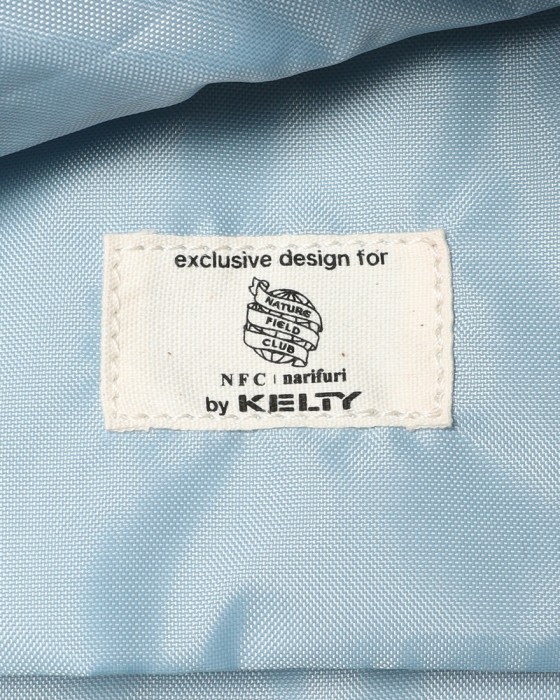 exclusive design for
NATURE
FIELD
CLUB
NFC | narifuri
by KELTY